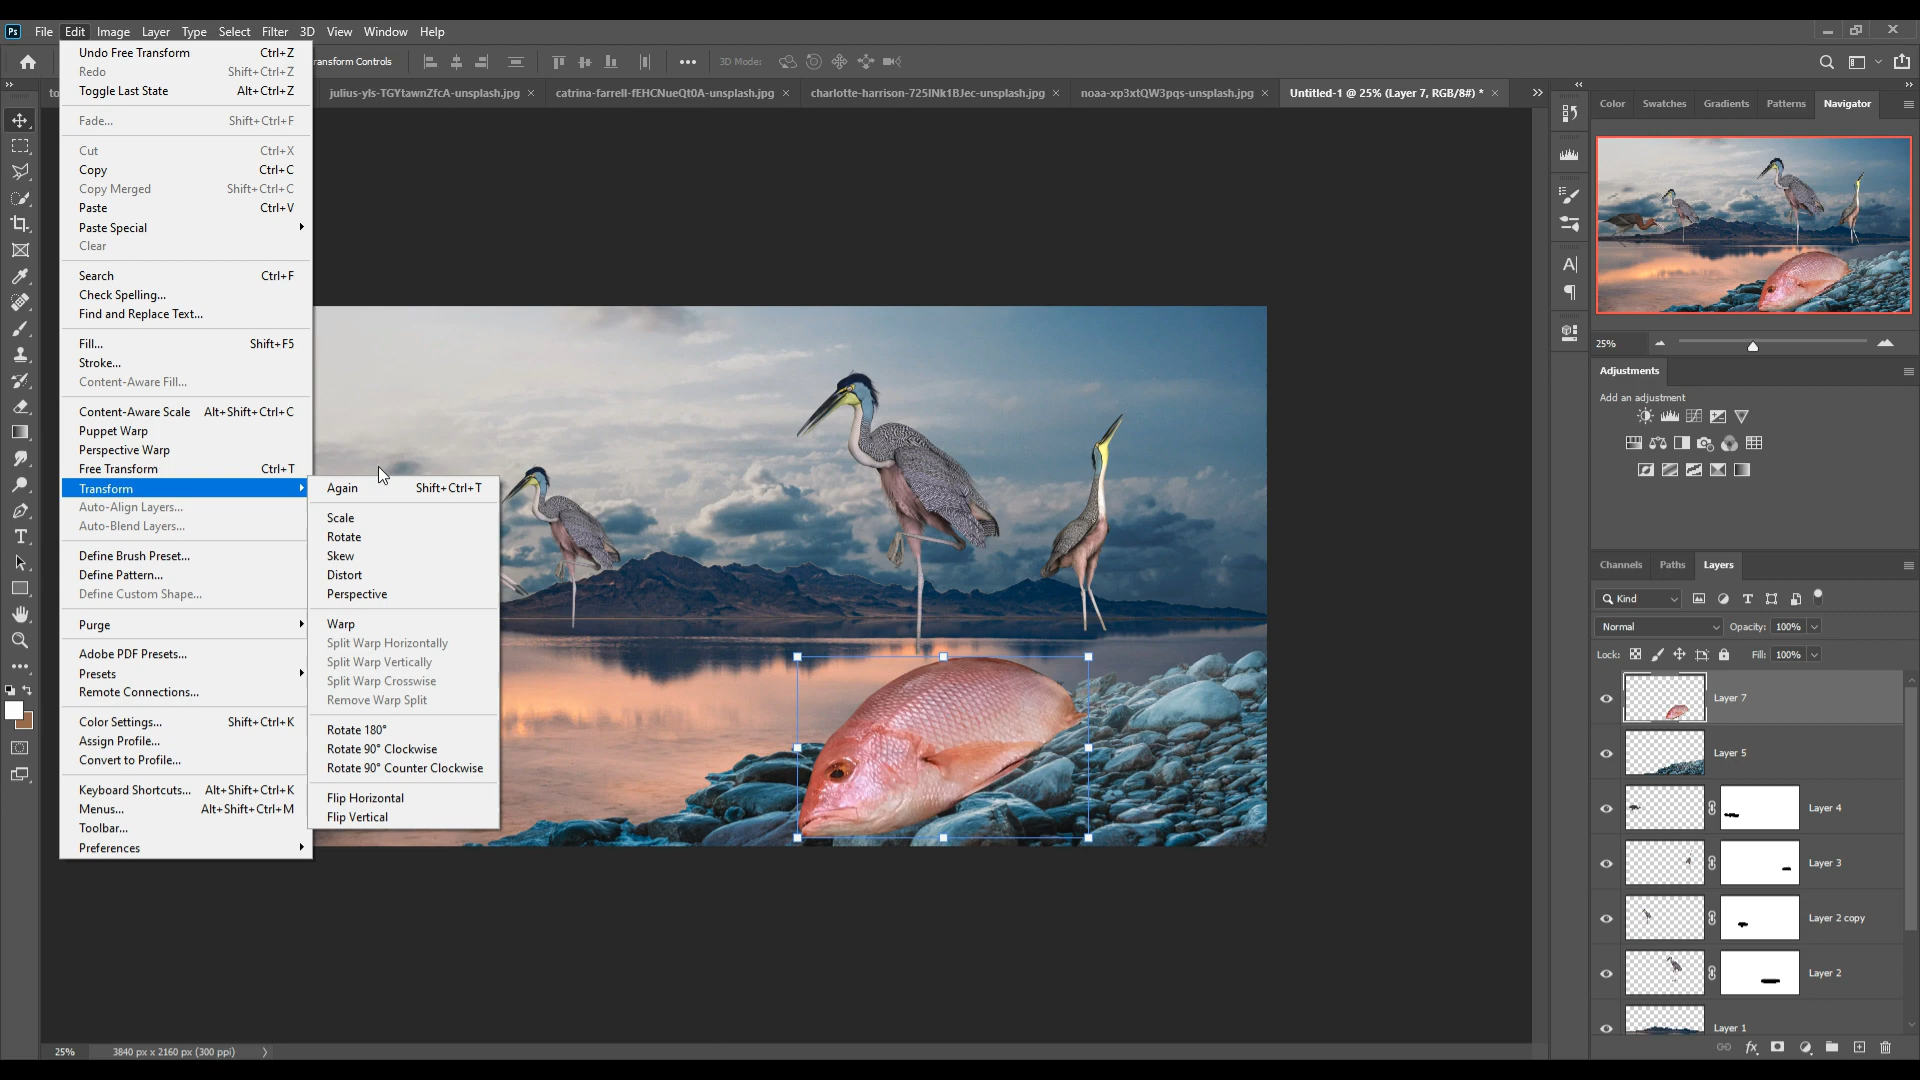 Ps File Edit Image Layer Type Select Filter 3D View Window Help
ransform Controls
3D Mode:
to
julius-yls-TGYtawnZfcA-unsplash.jpg ×
catrina-farrell-fEHCNueQt0A-unsplash.jpg ×
charlotte-harrison-725INk1BJec-unsplash.jpg ×
noaa-xp3xtQW3pqs-unsplash.jpg ×
Untitled-1 @ 25% (Layer 7, RGB/8#) * ×
Undo Free Transform Ctrl+Z
Redo Shift+Ctrl+Z
Toggle Last State Alt+Ctrl+Z
Fade... Shift+Ctrl+F
Cut Ctrl+X
Copy Ctrl+C
Copy Merged Shift+Ctrl+C
Paste Ctrl+V
Paste Special
Clear
Search Ctrl+F
Check Spelling...
Find and Replace Text...
Fill... Shift+F5
Stroke...
Content-Aware Fill...
Content-Aware Scale Alt+Shift+Ctrl+C
Puppet Warp
Perspective Warp
Free Transform Ctrl+T
Transform
Auto-Align Layers...
Auto-Blend Layers...
Define Brush Preset...
Define Pattern...
Define Custom Shape...
Purge
Adobe PDF Presets...
Presets
Remote Connections...
Color Settings... Shift+Ctrl+K
Assign Profile...
Convert to Profile...
Keyboard Shortcuts... Alt+Shift+Ctrl+K
Menus... Alt+Shift+Ctrl+M
Toolbar...
Preferences
Again Shift+Ctrl+T
Scale
Rotate
Skew
Distort
Perspective
Warp
Split Warp Horizontally
Split Warp Vertically
Split Warp Crosswise
Remove Warp Split
Rotate 180°
Rotate 90° Clockwise
Rotate 90° Counter Clockwise
Flip Horizontal
Flip Vertical
Color Swatches Gradients Patterns Navigator
25%
Adjustments
Add an adjustment
Channels Paths Layers
Kind
Normal Opacity: 100%
Lock: Fill: 100%
Layer 7
Layer 5
Layer 4
Layer 3
Layer 2 copy
Layer 2
Layer 1
25% 3840 px x 2160 px (300 ppi)